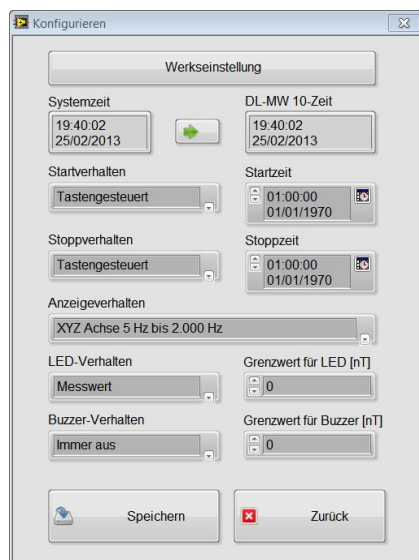 Konfigurieren
Werkseinstellung
Systemzeit
DL-MW 10-Zeit
19:40:02
25/02/2013
19:40:02
25/02/2013
Startverhalten
Startzeit
Tastengesteuert
01:00:00
01/01/1970
Stoppverhalten
Stoppzeit
Tastengesteuert
01:00:00
01/01/1970
Anzeigeverhalten
XYZ Achse 5 Hz bis 2.000 Hz
LED-Verhalten
Grenzwert für LED [nT]
Messwert
0
Buzzer-Verhalten
Grenzwert für Buzzer [nT]
Immer aus
0
Speichern
Zurück